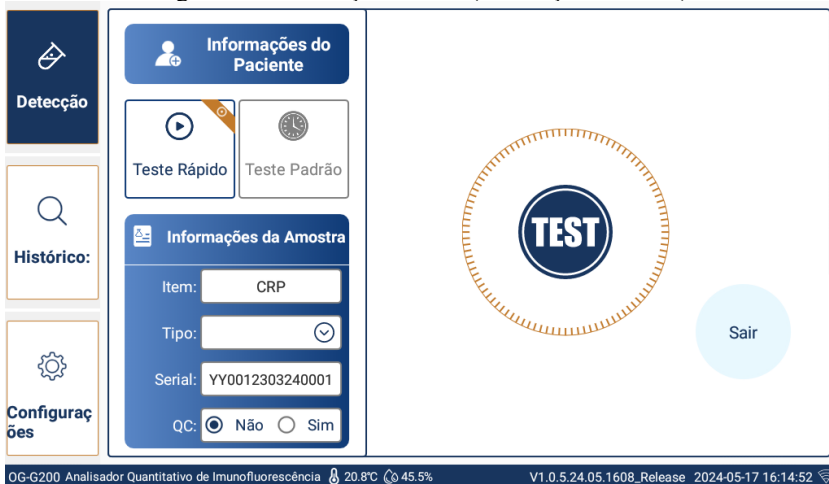 Detecção
Histórico:
Configuraç
ões
Informações do
Paciente
Teste Rápido
Teste Padrão
Informações da Amostra
Item: CRP
Tipo:
Serial: YY0012303240001
QC: Não Sim
TEST
Sair
OG-G200 Analisador Quantitativo de Imunofluorescência 20.8℃ 45.5% V1.0.5.24.05.1608_Release 2024-05-17 16:14:52